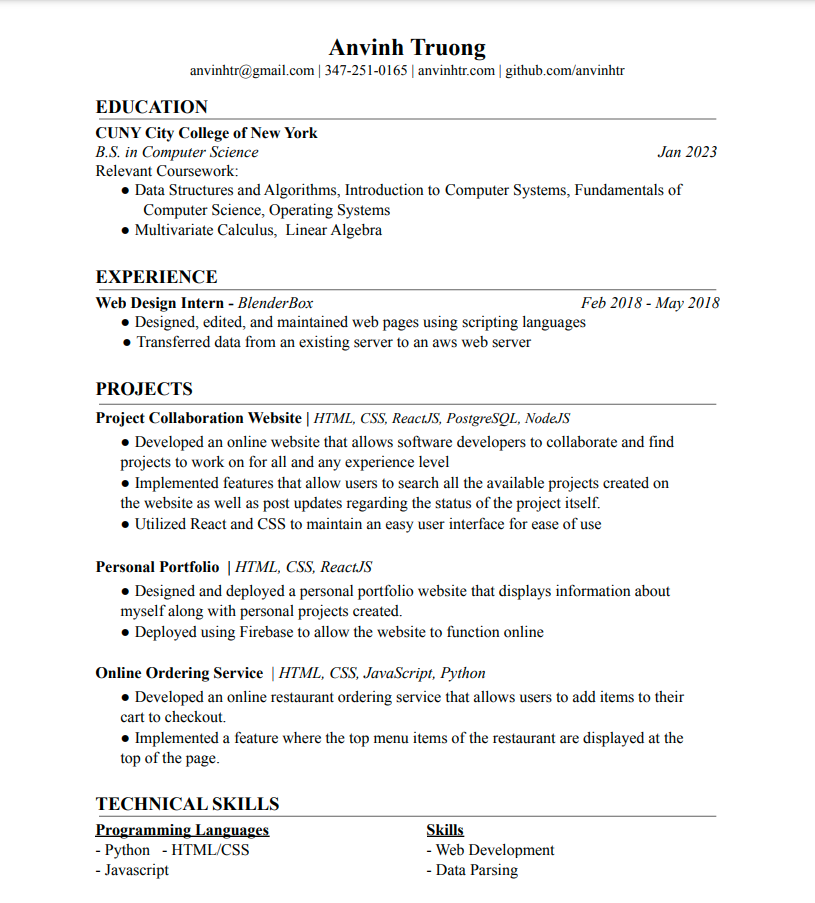 Anvinh Truong
anvinhtr@gmail.com | 347-251-0165 | anvinhtr.com | github.com/anvinhtr
EDUCATION
CUNY City College of New York
B.S. in Computer Science Jan 2023
Relevant Coursework:
● Data Structures and Algorithms, Introduction to Computer Systems, Fundamentals of
Computer Science, Operating Systems
● Multivariate Calculus, Linear Algebra
EXPERIENCE
Web Design Intern - BlenderBox Feb 2018 - May 2018
● Designed, edited, and maintained web pages using scripting languages
● Transferred data from an existing server to an aws web server
PROJECTS
Project Collaboration Website | HTML, CSS, ReactJS, PostgreSQL, NodeJS
● Developed an online website that allows software developers to collaborate and find
projects to work on for all and any experience level
● Implemented features that allow users to search all the available projects created on
the website as well as post updates regarding the status of the project itself.
● Utilized React and CSS to maintain an easy user interface for ease of use
Personal Portfolio | HTML, CSS, ReactJS
● Designed and deployed a personal portfolio website that displays information about
myself along with personal projects created.
● Deployed using Firebase to allow the website to function online
Online Ordering Service | HTML, CSS, JavaScript, Python
● Developed an online restaurant ordering service that allows users to add items to their
cart to checkout.
● Implemented a feature where the top menu items of the restaurant are displayed at the
top of the page.
TECHNICAL SKILLS
Programming Languages Skills
- Python - HTML/CSS - Web Development
- Javascript - Data Parsing